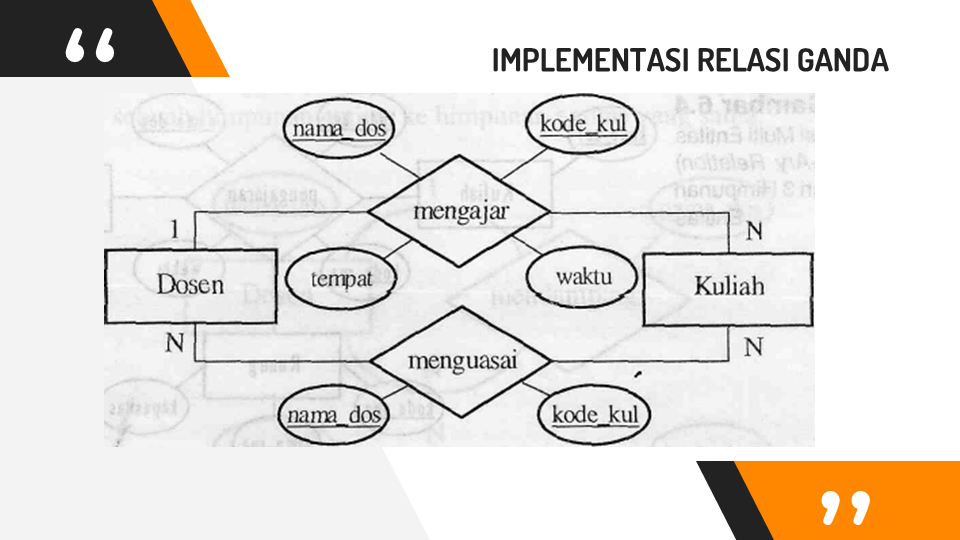 IMPLEMENTASI RELASI GANDA
nama_dos
kode_kul
mengajar
1
N
Dosen
tempat
waktu
Kuliah
N
menguasai
N
nama_dos
kode_kul